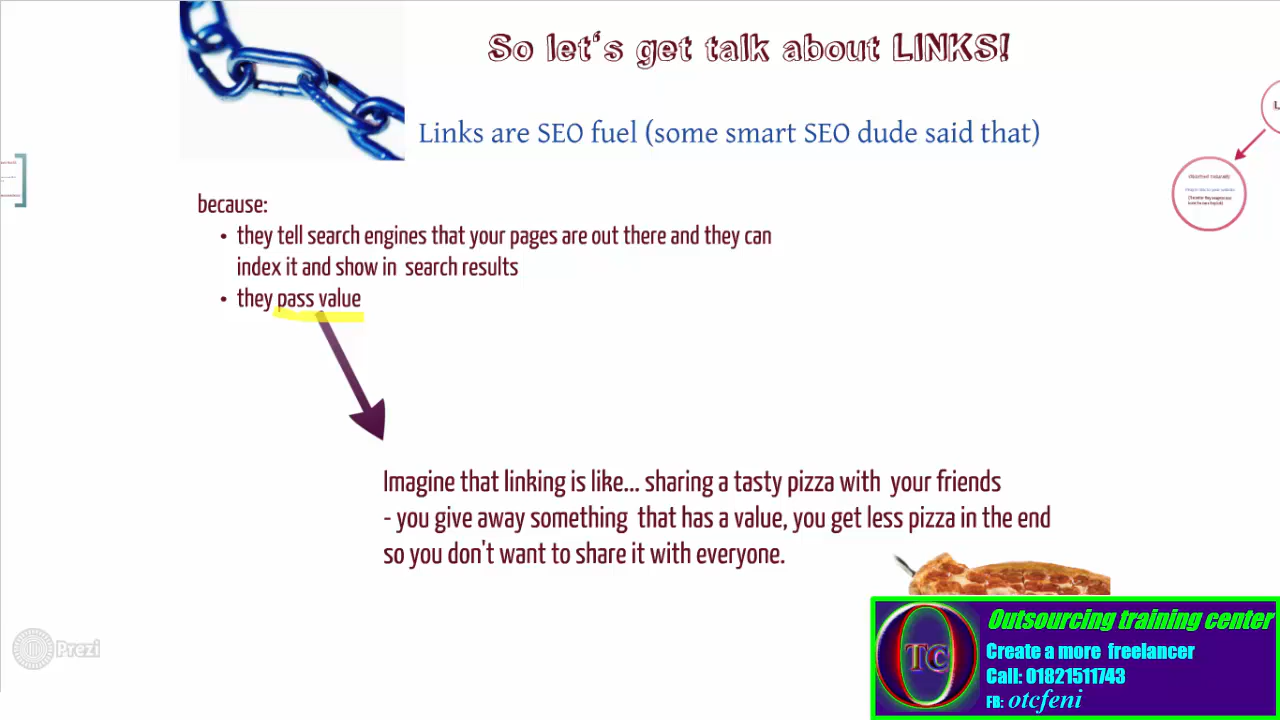 So let's get talk about LINKS!
Links are SEO fuel (some smart SEO dude said that)
because:
• they tell search engines that your pages are out there and they can
index it and show in search results
• they pass value
Imagine that linking is like... sharing a tasty pizza with your friends
- you give away something that has a value, you get less pizza in the end
so you don't want to share it with everyone.
Prezi
OTC
Outsourcing training center
Create a more freelancer
Call: 01821511743
FB: otcfeni